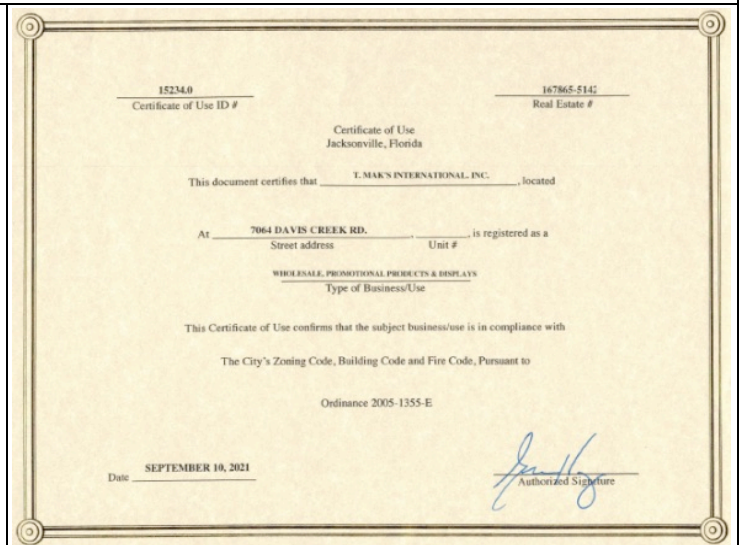 15234.0
Certificate of Use ID #
167865-5142
Real Estate #
Certificate of Use
Jacksonville, Florida
This document certifies that T. MAK'S INTERNATIONAL, INC. , located
At 7064 DAVIS CREEK RD. , , is registered as a
Street address Unit #
WHOLESALE, PROMOTIONAL PRODUCTS & DISPLAYS
Type of Business/Use
This Certificate of Use confirms that the subject business/use is in compliance with
The City's Zoning Code, Building Code and Fire Code, Pursuant to
Ordinance 2005-1355-E
Date SEPTEMBER 10, 2021
Authorized Signature